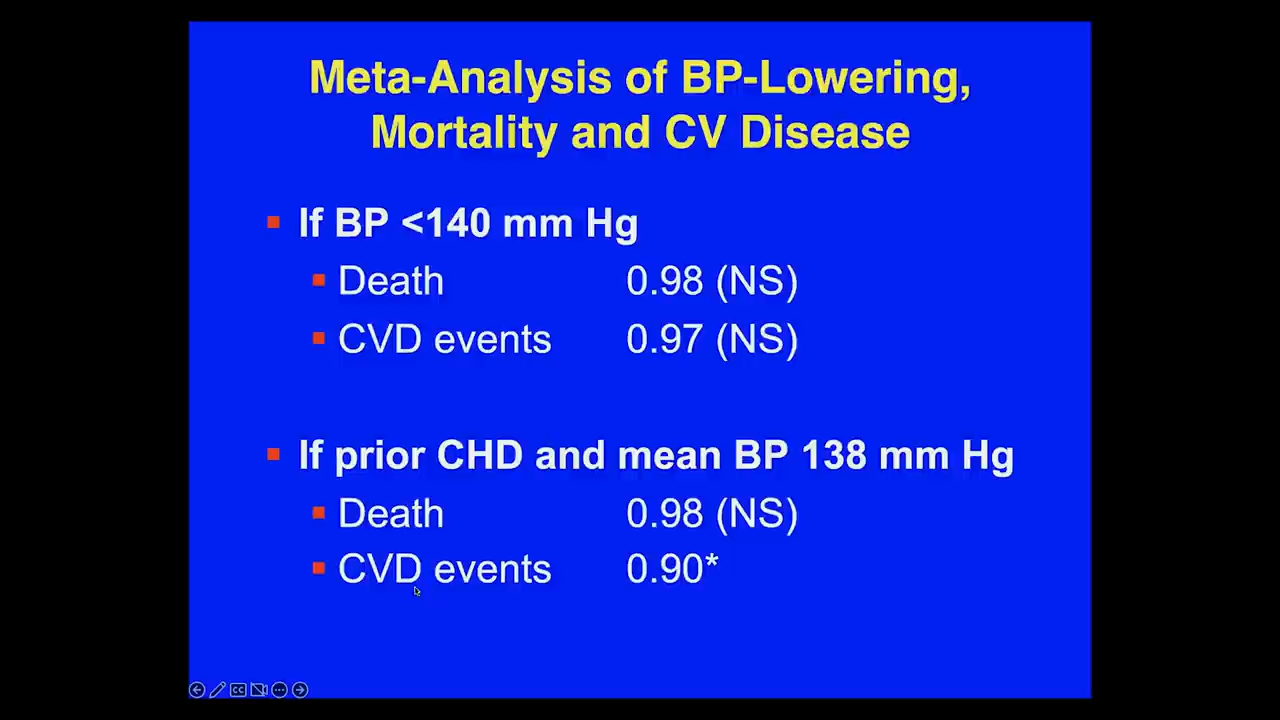 Meta-Analysis of BP-Lowering,
Mortality and CV Disease
If BP <140 mm Hg
Death 0.98 (NS)
CVD events 0.97 (NS)
If prior CHD and mean BP 138 mm Hg
Death 0.98 (NS)
CVD events 0.90*
CC